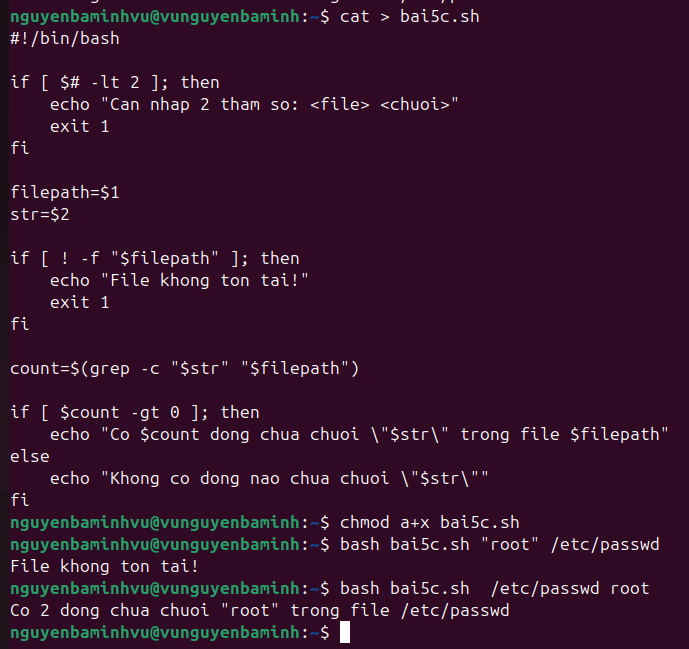 nguyenbaminhvu@vunguyenbaminh:~$ cat > bai5c.sh
#!/bin/bash

if [ $# -lt 2 ]; then
    echo "Can nhap 2 tham so: <file> <chuoi>"
    exit 1
fi

filepath=$1
str=$2

if [ ! -f "$filepath" ]; then
    echo "File khong ton tai!"
    exit 1
fi

count=$(grep -c "$str" "$filepath")

if [ $count -gt 0 ]; then
    echo "Co $count dong chua chuoi \"$str\" trong file $filepath"
else
    echo "Khong co dong nao chua chuoi \"$str\""
fi
nguyenbaminhvu@vunguyenbaminh:~$ chmod a+x bai5c.sh
nguyenbaminhvu@vunguyenbaminh:~$ bash bai5c.sh "root" /etc/passwd
File khong ton tai!
nguyenbaminhvu@vunguyenbaminh:~$ bash bai5c.sh  /etc/passwd root
Co 2 dong chua chuoi "root" trong file /etc/passwd
nguyenbaminhvu@vunguyenbaminh:~$